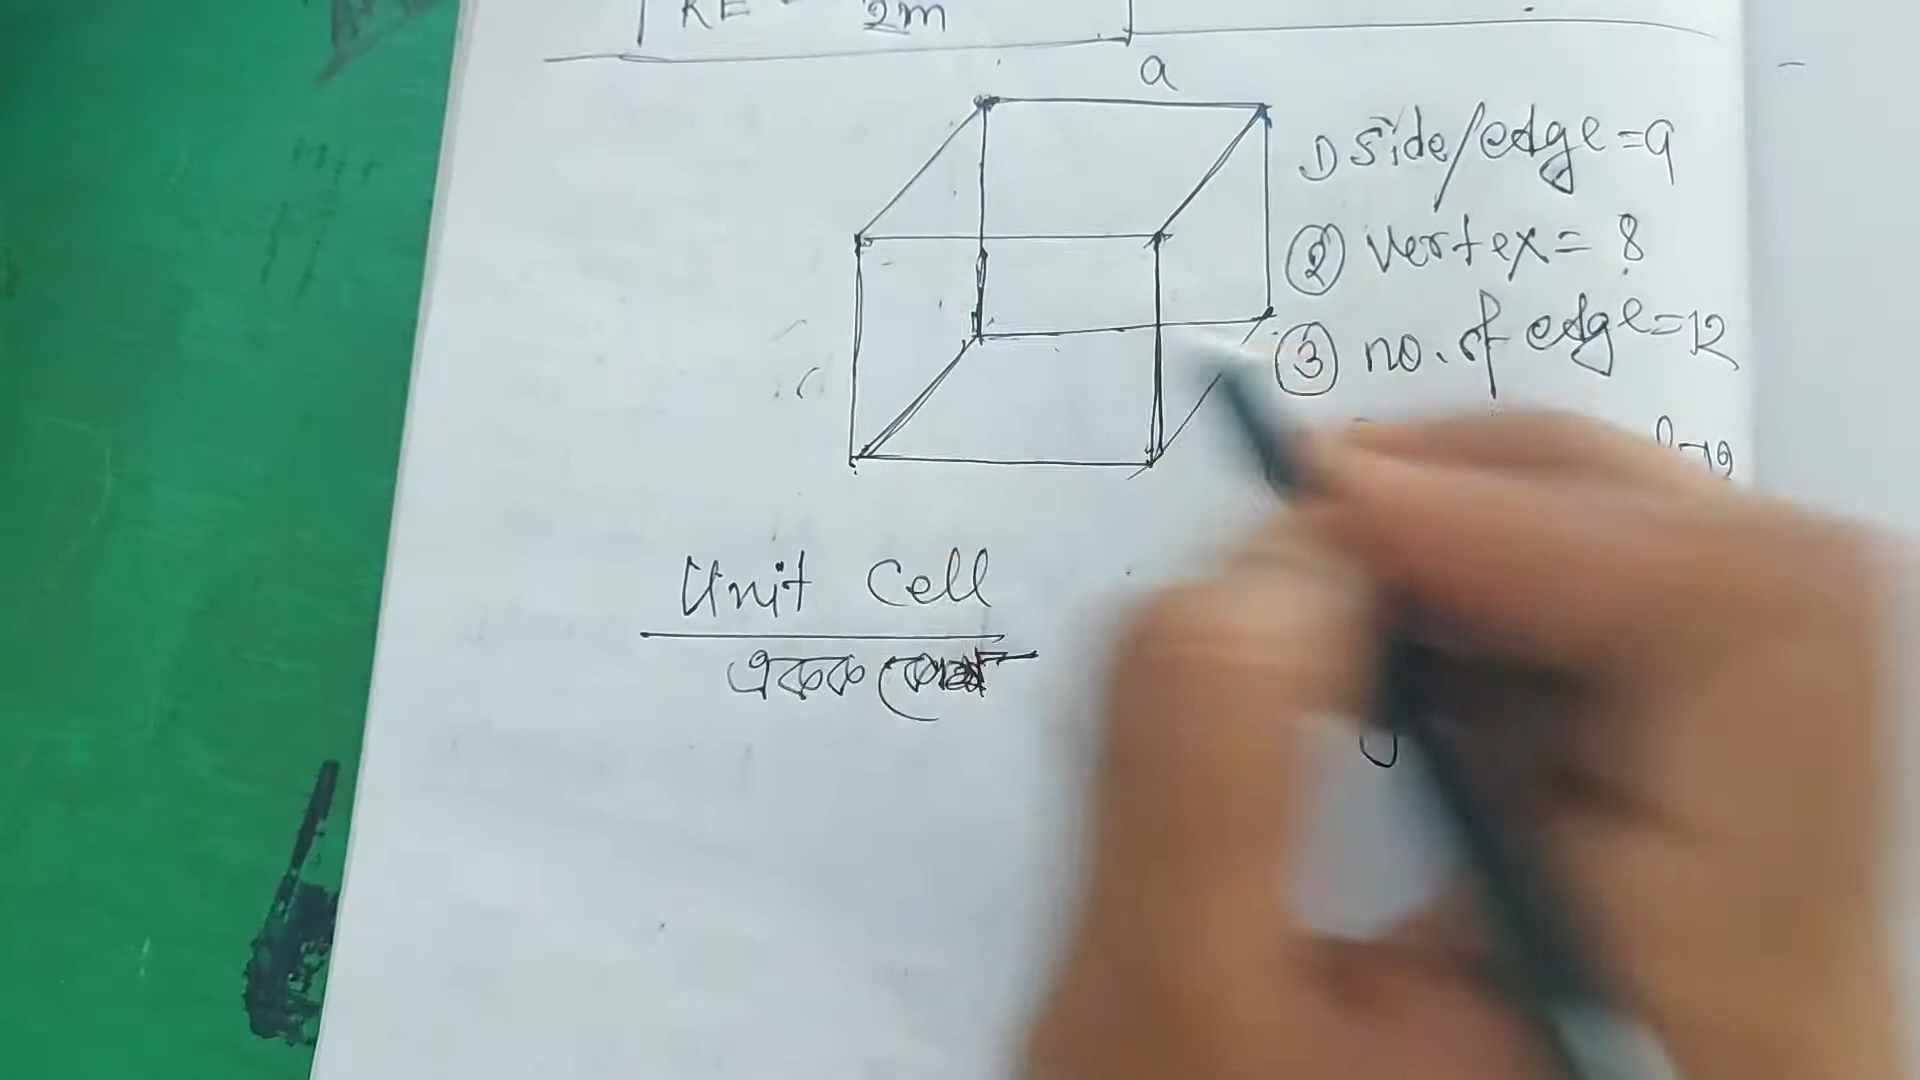 KE
2m
a
1) side/edge = a
② vertex = 8
③ no. of edge = 12
Unit Cell
একক